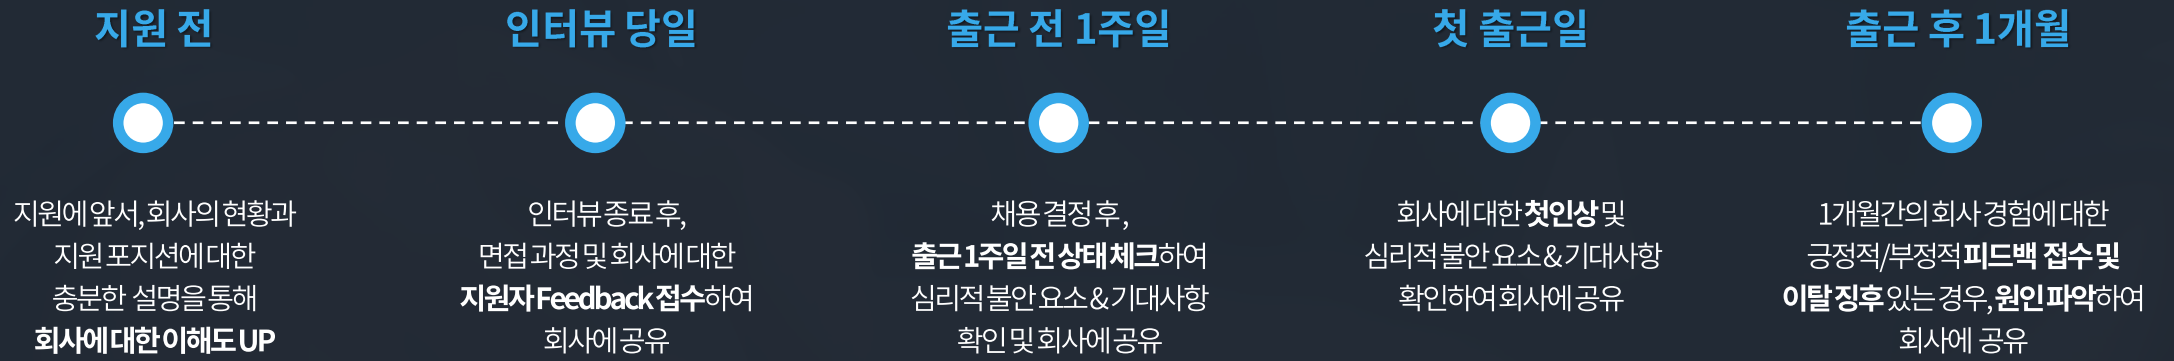 지원 전
지원에 앞서, 회사의 현황과
지원 포지션에 대한
충분한 설명을 통해
회사에 대한 이해도 UP
인터뷰 당일
인터뷰 종료 후,
면접 과정 및 회사에 대한
지원자 Feedback 접수하여
회사에 공유
출근 전 1주일
채용 결정 후,
출근 1주일 전 상태 체크하여
심리적 불안 요소 & 기대사항
확인 및 회사에 공유
첫 출근일
회사에 대한 첫인상 및
심리적 불안 요소 & 기대사항
확인하여 회사에 공유
출근 후 1개월
1개월간의 회사 경험에 대한
긍정적/부정적 피드백 접수 및
이탈 징후 있는 경우, 원인 파악하여
회사에 공유